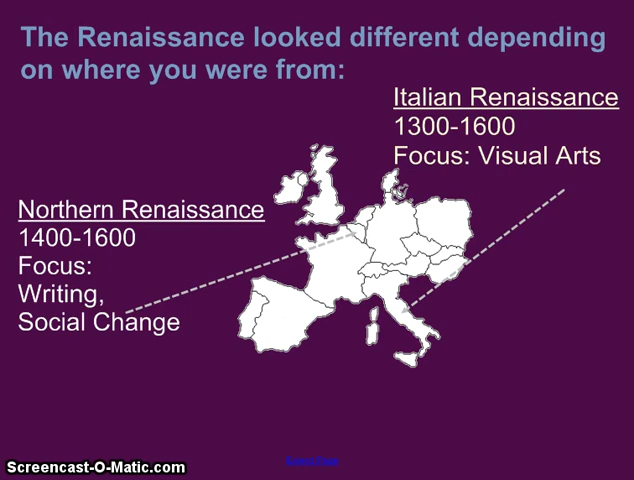 The Renaissance looked different depending
on where you were from:
Italian Renaissance
1300-1600
Focus: Visual Arts
Northern Renaissance
1400-1600
Focus:
Writing,
Social Change
Screencast-O-Matic.com